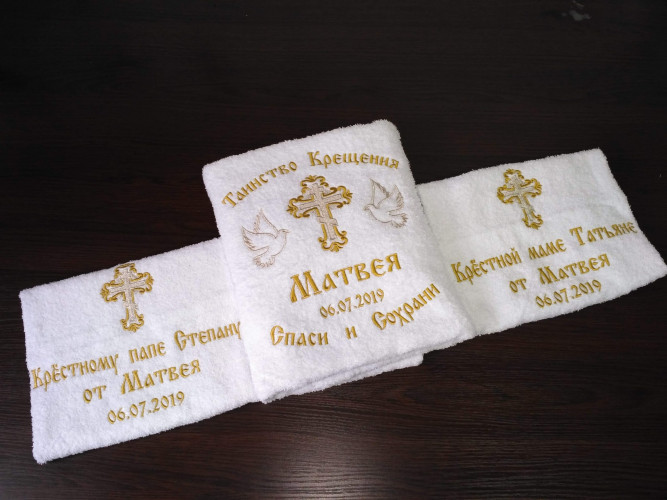 Крёстному папе Степану
от Матвея
06.07.2019
Таинство Крещения
Матвея
06.07.2019
Спаси и Сохрани
Крёстной маме Татьяне
от Матвея
06.07.2019